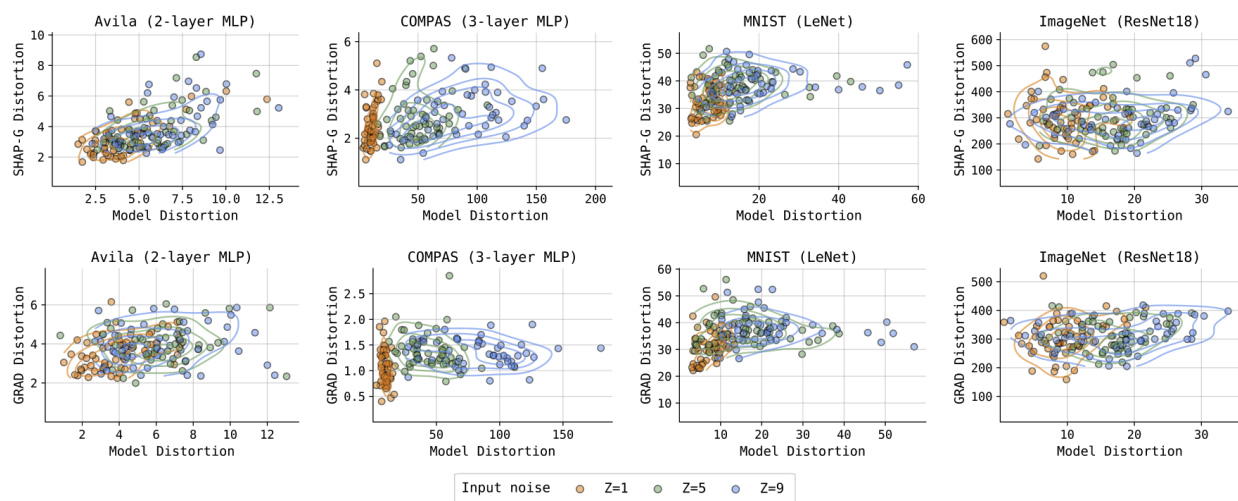 Avila (2-layer MLP)
SHAP-G Distortion
10
8
6
4
2
2.5 5.0 7.5 10.0 12.5
Model Distortion
COMPAS (3-layer MLP)
SHAP-G Distortion
6
4
2
50 100 150 200
Model Distortion
MNIST (LeNet)
SHAP-G Distortion
50
40
30
20
10
20 40 60
Model Distortion
ImageNet (ResNet18)
SHAP-G Distortion
600
500
400
300
200
100
10 20 30
Model Distortion
Avila (2-layer MLP)
GRAD Distortion
6
4
2
2 4 6 8 10 12
Model Distortion
COMPAS (3-layer MLP)
GRAD Distortion
2.5
2.0
1.5
1.0
0.5
50 100 150
Model Distortion
MNIST (LeNet)
GRAD Distortion
60
50
40
30
20
10
10 20 30 40 50
Model Distortion
ImageNet (ResNet18)
GRAD Distortion
500
400
300
200
100
10 20 30
Model Distortion
Input noise Z=1 Z=5 Z=9